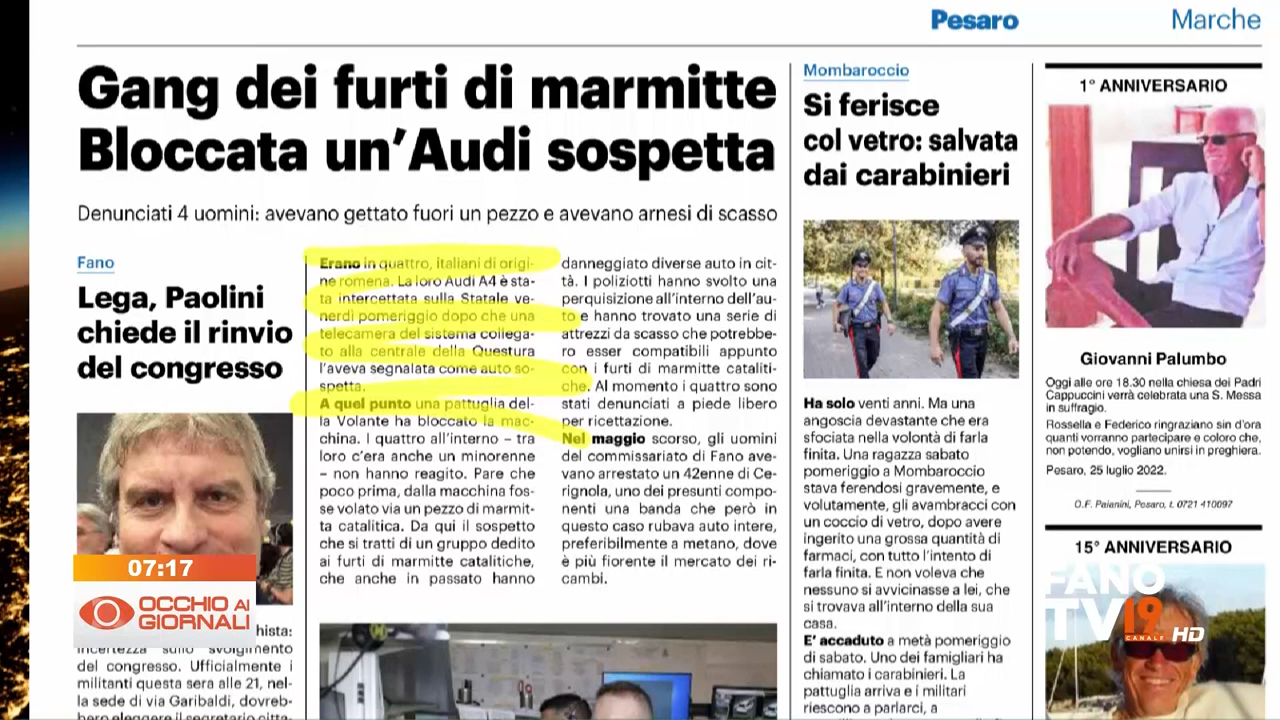 Pesaro
Marche
Gang dei furti di marmitte
Bloccata un'Audi sospetta
Denunciati 4 uomini: avevano gettato fuori un pezzo e avevano arnesi di scasso
Fano
Lega, Paolini
chiede il rinvio
del congresso
07:17
OCCHIO AI
GIORNALI
hista:
incertezza sullo svolgimento
del congresso. Ufficialmente i
militanti questa sera alle 21, nel-
la sede di via Garibaldi, dovreb-
bero eleggere il segretario citta-
Erano in quattro, italiani di origi-
ne romena. La loro Audi A4 è sta-
ta intercettata sulla Statale ve-
nerdì pomeriggio dopo che una
telecamera del sistema collega-
to alla centrale della Questura
l'aveva segnalata come auto so-
spetta.
A quel punto una pattuglia del-
la Volante ha bloccato la mac-
china. I quattro all'interno – tra
loro c'era anche un minorenne
– non hanno reagito. Pare che
poco prima, dalla macchina fos-
se volato via un pezzo di marmit-
ta catalitica. Da qui il sospetto
che si tratti di un gruppo dedito
ai furti di marmitte catalitiche,
che anche in passato hanno
danneggiato diverse auto in cit-
tà. I poliziotti hanno svolto una
perquisizione all'interno dell'au-
to e hanno trovato una serie di
attrezzi da scasso che potrebbe-
ro esser compatibili appunto
con i furti di marmitte cataliti-
che. Al momento i quattro sono
stati denunciati a piede libero
per ricettazione.
Nel maggio scorso, gli uomini
del commissariato di Fano ave-
vano arrestato un 42enne di Ce-
rignola, uno dei presunti compo-
nenti una banda che però in
questo caso rubava auto intere,
preferibilmente a metano, dove
è più fiorente il mercato dei ri-
cambi.
Mombaroccio
Si ferisce
col vetro: salvata
dai carabinieri
Ha solo venti anni. Ma una
angoscia devastante che era
sfociata nella volontà di farla
finita. Una ragazza sabato
pomeriggio a Mombaroccio
stava ferendosi gravemente, e
volutamente, gli avambracci con
un coccio di vetro, dopo avere
ingerito una grossa quantità di
farmaci, con tutto l'intento di
farla finita. E non voleva che
nessuno si avvicinasse a lei, che
si trovava all'interno della sua
casa.
E' accaduto a metà pomeriggio
di sabato. Uno dei famigliari ha
chiamato i carabinieri. La
pattuglia arriva e i militari
riescono a parlarci, a
1° ANNIVERSARIO
Giovanni Palumbo
Oggi alle ore 18.30 nella chiesa dei Padri
Cappuccini verrà celebrata una S. Messa
in suffragio.
Rossella e Federico ringraziano sin d'ora
quanti vorranno partecipare e coloro che,
non potendo, vogliano unirsi in preghiera.
Pesaro, 25 luglio 2022.
O.F. Paianini, Pesaro, t. 0721 410097
15° ANNIVERSARIO
FANO
TV19
CANALE HD